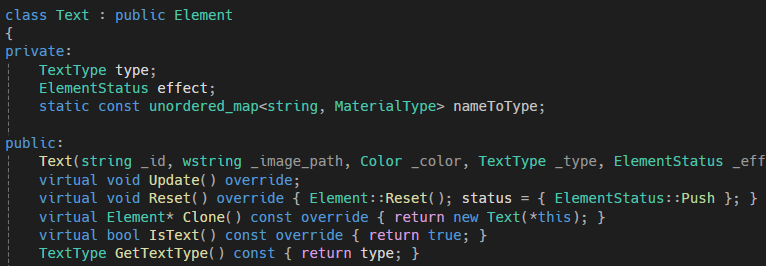 class Text : public Element
{
private:
    TextType type;
    ElementStatus effect;
    static const unordered_map<string, MaterialType> nameToType;

public:
    Text(string _id, wstring _image_path, Color _color, TextType _type, ElementStatus _eff
    virtual void Update() override;
    virtual void Reset() override { Element::Reset(); status = { ElementStatus::Push }; }
    virtual Element* Clone() const override { return new Text(*this); }
    virtual bool IsText() const override { return true; }
    TextType GetTextType() const { return type; }